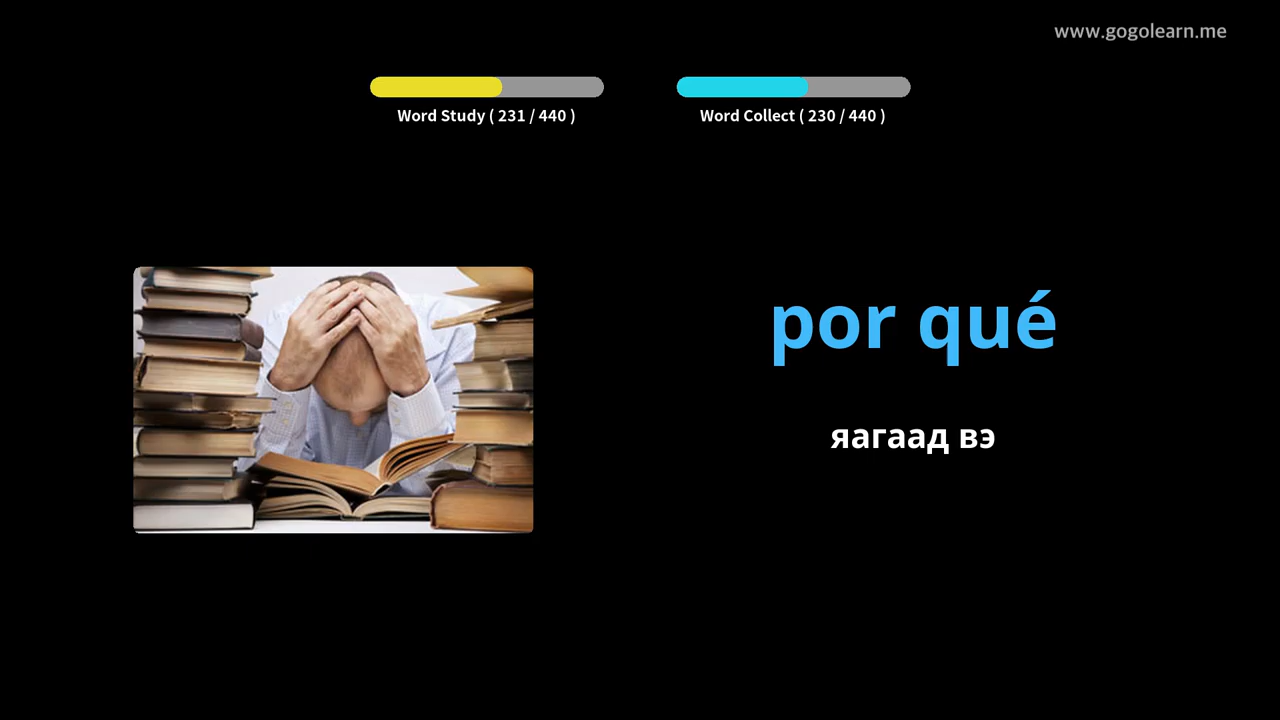 www.gogolearn.me
Word Study ( 231 / 440 )
Word Collect ( 230 / 440 )
por qué
яагаад вэ